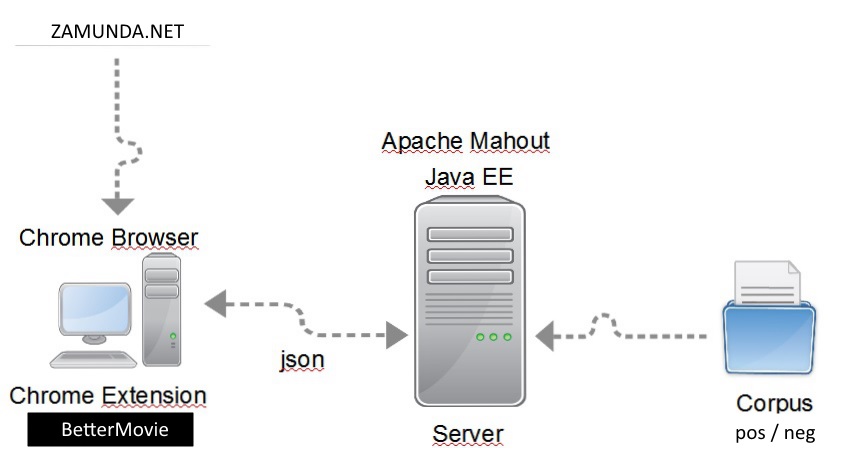 ZAMUNDA.NET
Apache Mahout
Java EE
Chrome Browser
json
Chrome Extension
BetterMovie
Server
Corpus
pos / neg